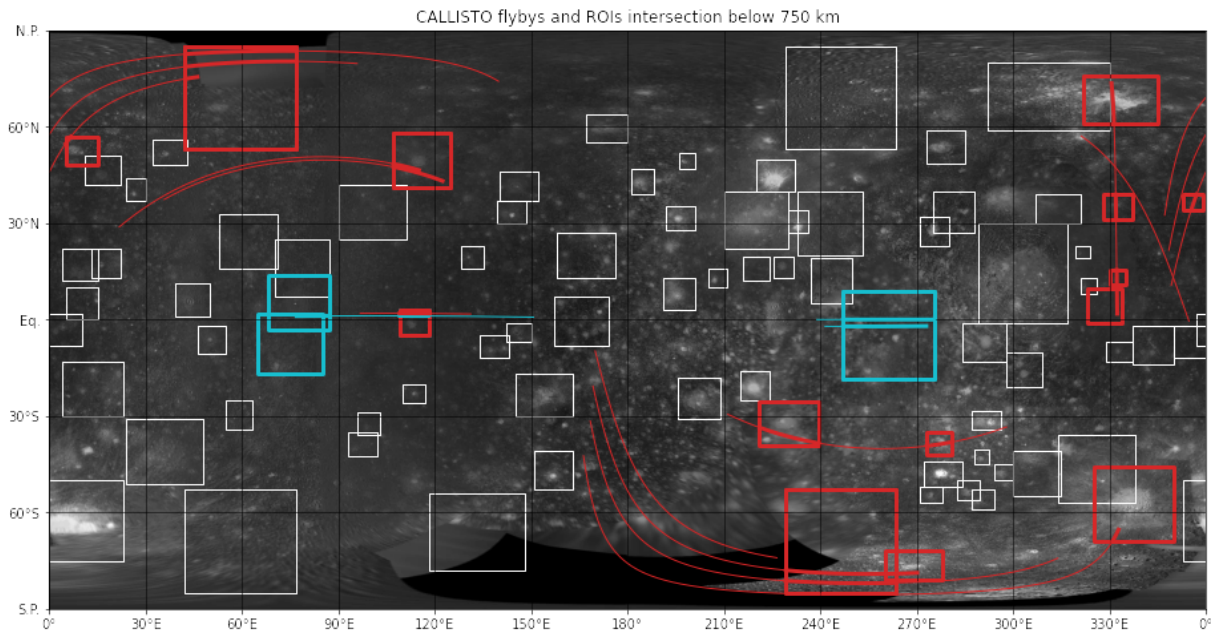 CALLISTO flybys and ROIs intersection below 750 km
N.P.
60°N
30°N
Eq.
30°S
60°S
S.P.
0° 30°E 60°E 90°E 120°E 150°E 180°E 210°E 240°E 270°E 300°E 330°E 0°